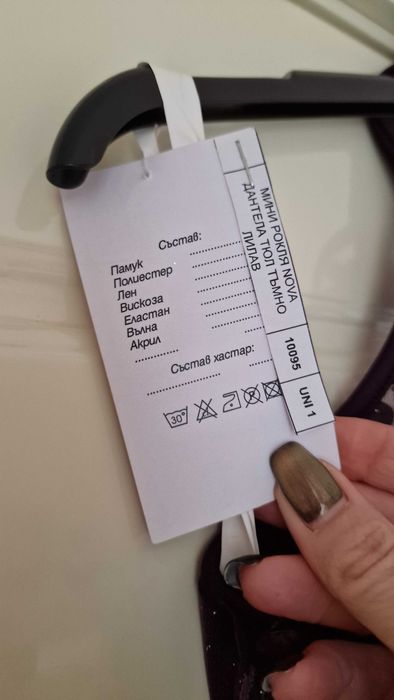 Състав:
Памук
Полиестер
Лен
Вискоза
Еластан
Вълна
Акрил
Състав хастар:
30°
МИНИ РОКЛЯ NOVA
ДАНТЕЛА ТЮЛ ТЪМНО
ЛИЛАВ
10095
UNI 1